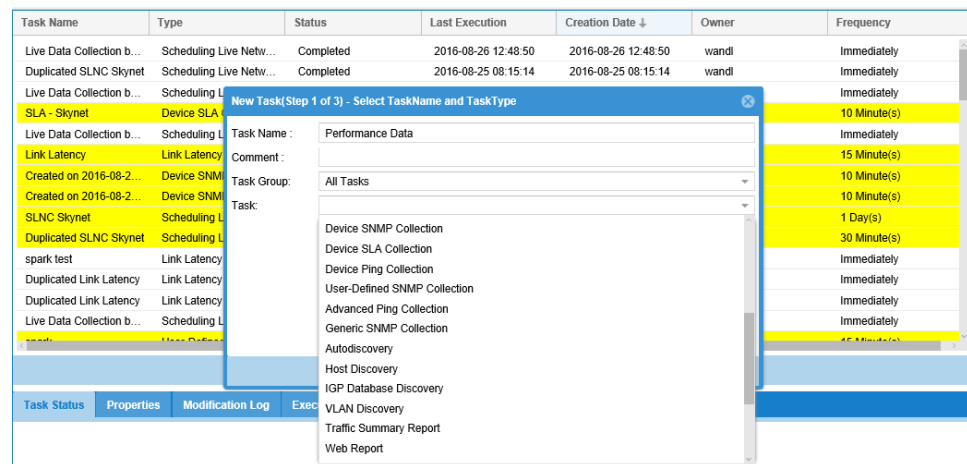 Task Name Type Status Last Execution Creation Date ↓ Owner Frequency
Live Data Collection b... Scheduling Live Netw... Completed 2016-08-26 12:48:50 2016-08-26 12:48:50 wandl Immediately
Duplicated SLNC Skynet Scheduling Live Netw... Completed 2016-08-25 08:15:14 2016-08-25 08:15:14 wandl Immediately
Live Data Collection b... Scheduling L Immediately
SLA - Skynet Device SLA 10 Minute(s)
Live Data Collection b... Scheduling L Immediately
Link Latency Link Latency 15 Minute(s)
Created on 2016-08-2... Device SNM 10 Minute(s)
Created on 2016-08-2... Device SNM 10 Minute(s)
SLNC Skynet Scheduling L 1 Day(s)
Duplicated SLNC Skynet Scheduling L 30 Minute(s)
spark test Link Latency Immediately
Duplicated Link Latency Link Latency Immediately
Duplicated Link Latency Link Latency Immediately
Live Data Collection b... Scheduling L Immediately
New Task(Step 1 of 3) - Select TaskName and TaskType
Task Name : Performance Data
Comment :
Task Group: All Tasks
Task:
Device SNMP Collection
Device SLA Collection
Device Ping Collection
User-Defined SNMP Collection
Advanced Ping Collection
Generic SNMP Collection
Autodiscovery
Host Discovery
IGP Database Discovery
VLAN Discovery
Traffic Summary Report
Web Report
Task Status Properties Modification Log Exec